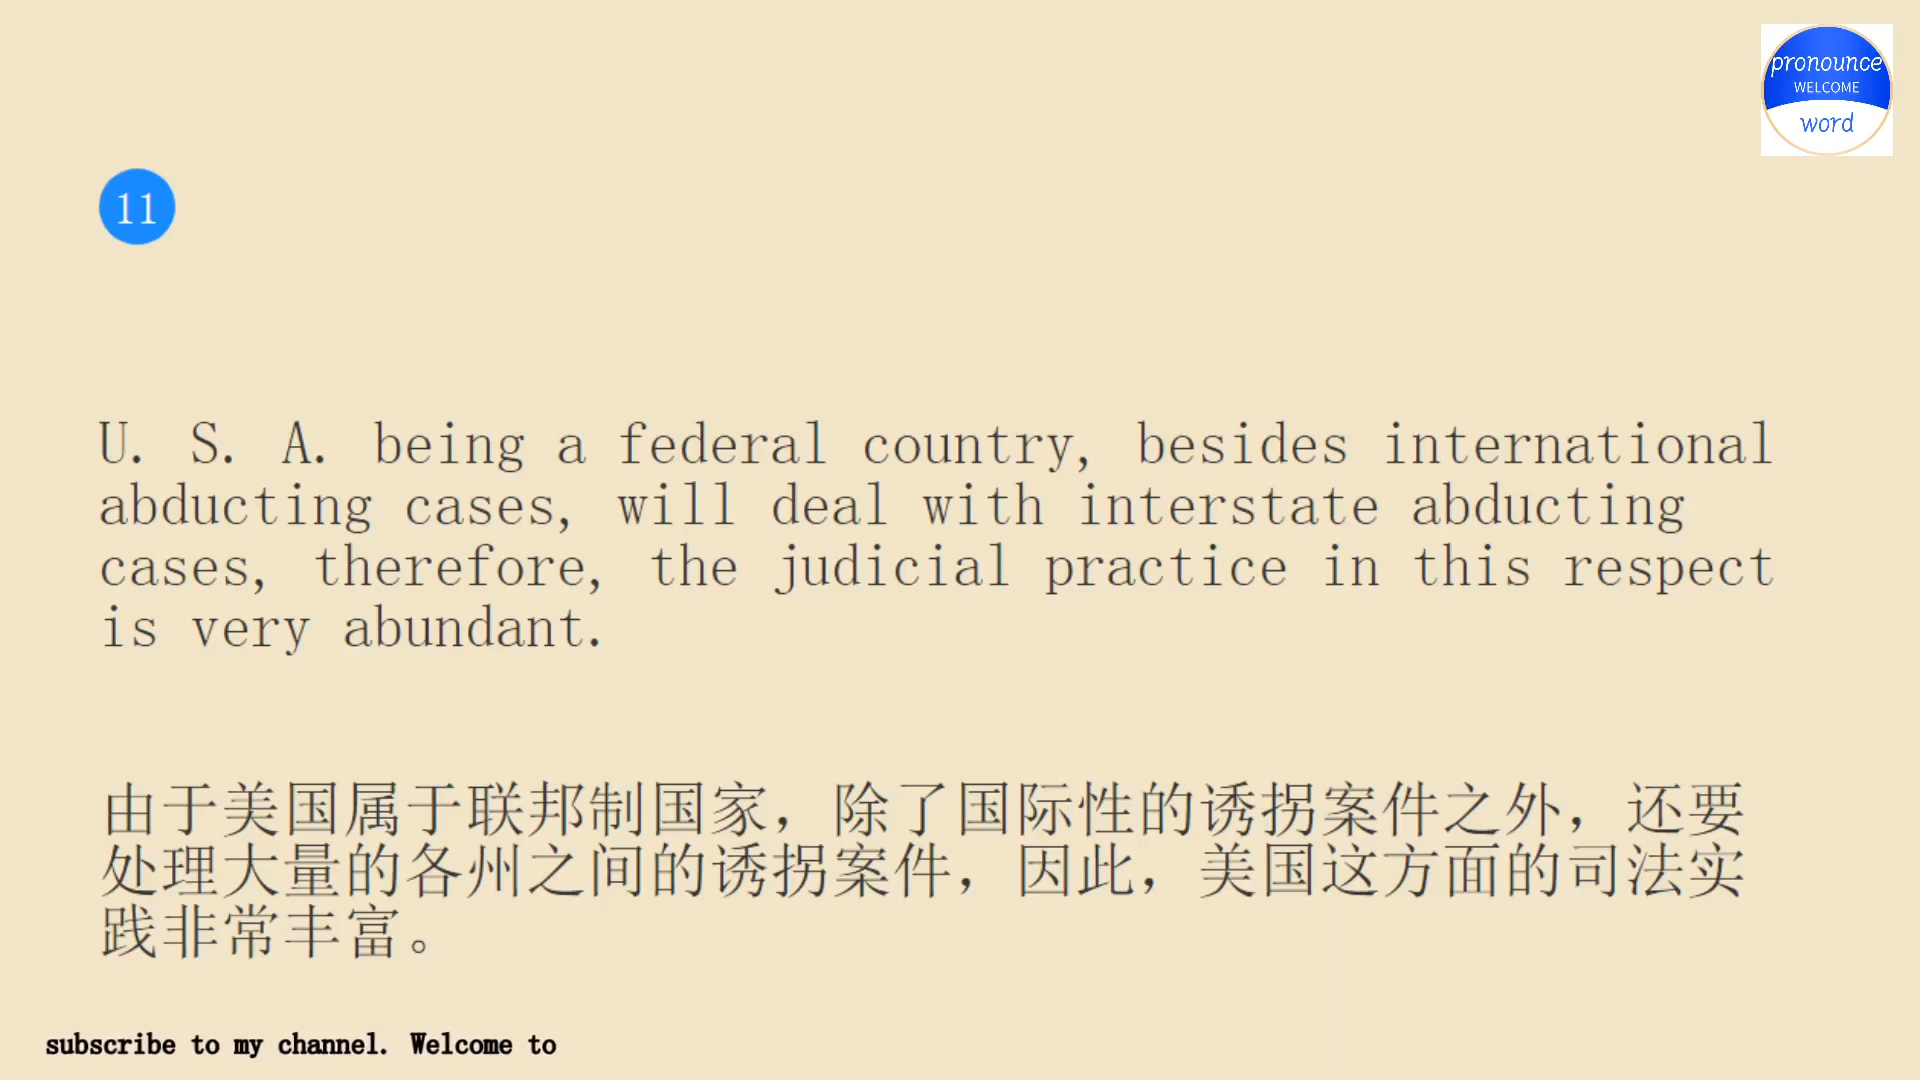 pronounce
WELCOME
word
11
U. S. A. being a federal country, besides international
abducting cases, will deal with interstate abducting
cases, therefore, the judicial practice in this respect
is very abundant.
由于美国属于联邦制国家，除了国际性的诱拐案件之外，还要
处理大量的各州之间的诱拐案件，因此，美国这方面的司法实
践非常丰富。
subscribe to my channel. Welcome to